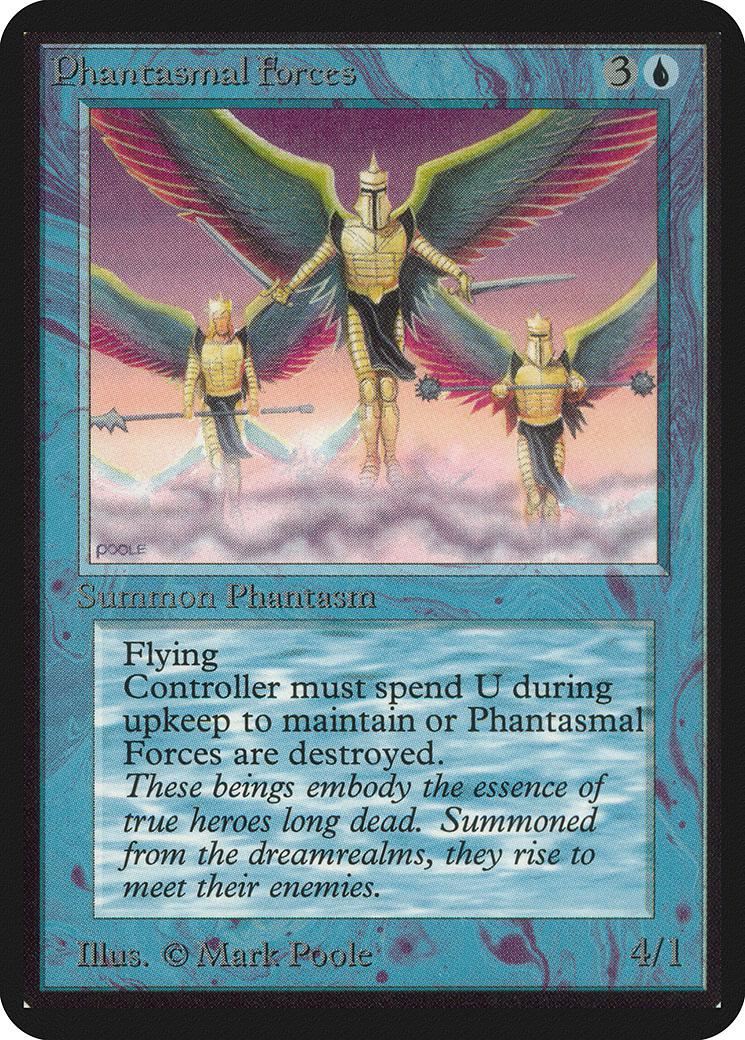 Phantasmal Forces 3
POOLE
Summon Phantasm
Flying
Controller must spend U during
upkeep to maintain or Phantasmal
Forces are destroyed.
These beings embody the essence of
true heroes long dead. Summoned
from the dreamrealms, they rise to
meet their enemies.
Illus. © Mark Poole 4/1